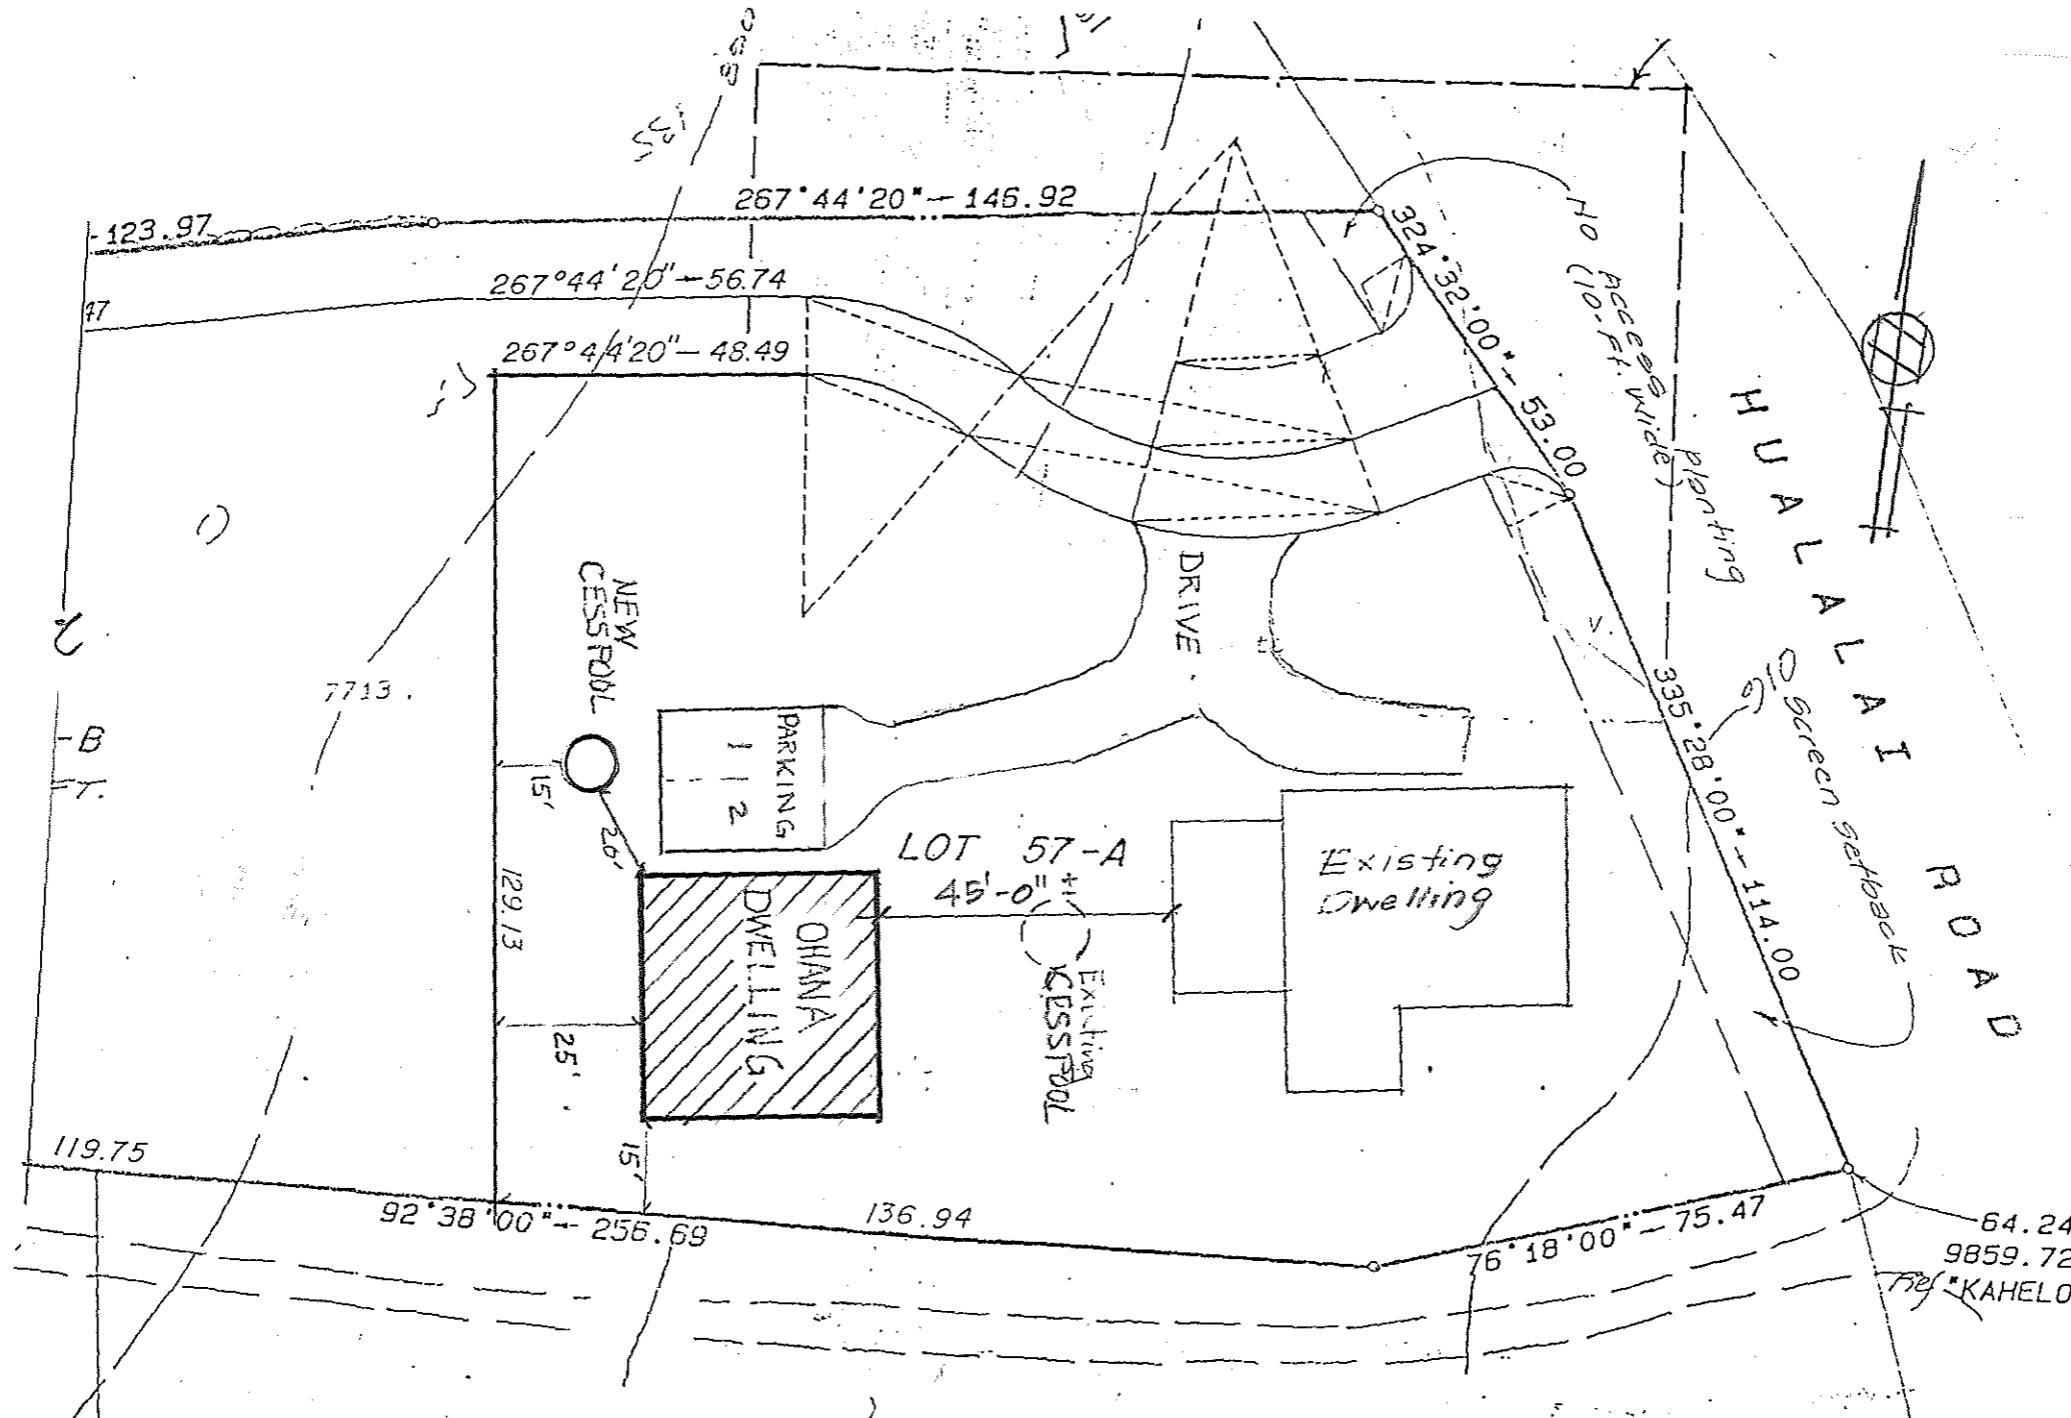 850
267°44'20"-146.92
-123.97
267°44'20"-56.74
47
267°44'20"-48.49
324°32'00"-53.00
No Access
(10-Ft. Wide)
Planting
Screen Setback
HUALALAI ROAD
335°28'00"-114.00
DRIVE
NEW
CESSPOOL
7713.
PARKING
1
2
B
T.
15'
20'
LOT 57-A
45'-0" +1
Existing
Dwelling
129.13
OHANA
DWELLING
Existing
CESSPOOL
25'
15'
119.75
92°38'00"-256.69
136.94
76°18'00"-75.47
64.24
9859.72
Ref "KAHELO